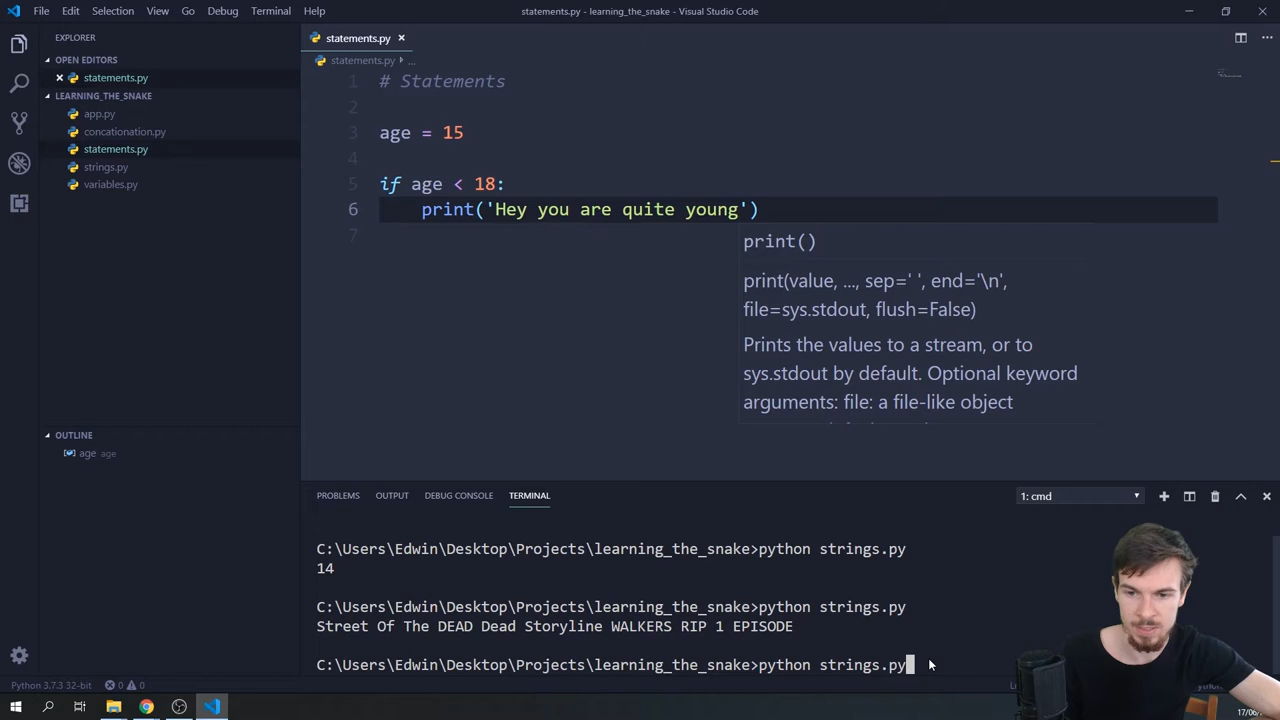 File Edit Selection View Go Debug Terminal Help
statements.py - learning_the_snake - Visual Studio Code
EXPLORER
OPEN EDITORS
statements.py
LEARNING_THE_SNAKE
app.py
concationation.py
statements.py
strings.py
variables.py
OUTLINE
age age
statements.py
statements.py › ...
1 # Statements
2
3 age = 15
4
5 if age < 18:
6 print('Hey you are quite young')
7
print()
print(value, ..., sep=' ', end='\n',
file=sys.stdout, flush=False)
Prints the values to a stream, or to
sys.stdout by default. Optional keyword
arguments: file: a file-like object
PROBLEMS OUTPUT DEBUG CONSOLE TERMINAL
1: cmd
C:\Users\Edwin\Desktop\Projects\learning_the_snake>python strings.py
14
C:\Users\Edwin\Desktop\Projects\learning_the_snake>python strings.py
Street Of The DEAD Dead Storyline WALKERS RIP 1 EPISODE
C:\Users\Edwin\Desktop\Projects\learning_the_snake>python strings.py
Python 3.7.3 32-bit 0 0